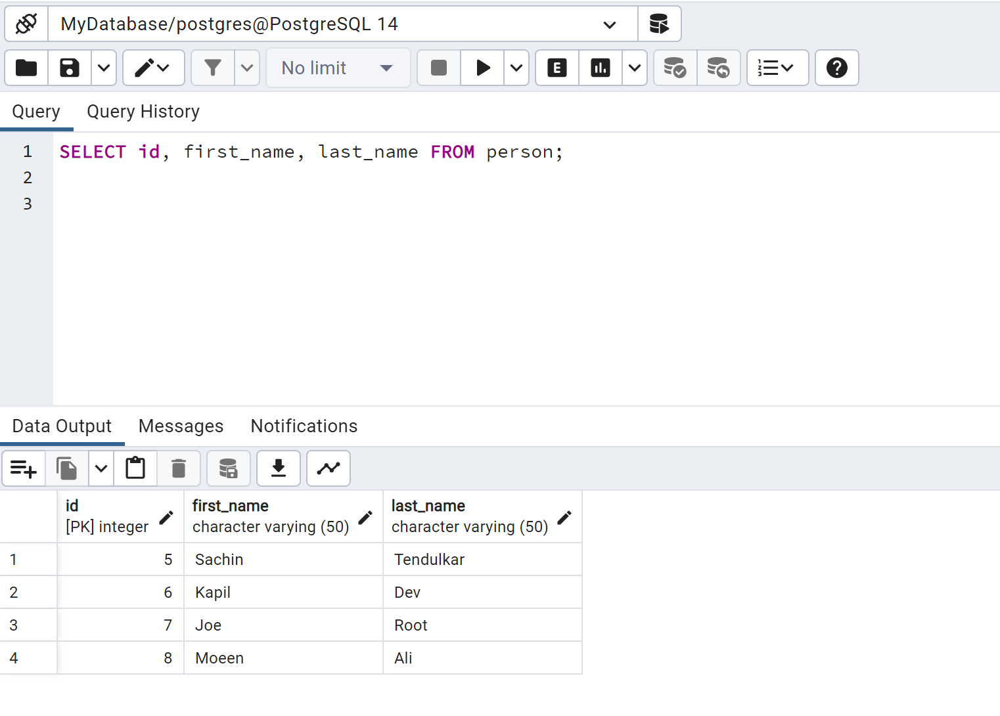 MyDatabase/postgres@PostgreSQL 14
No limit
E
Query Query History
1 SELECT id, first_name, last_name FROM person;
2
3
Data Output Messages Notifications
id first_name last_name
[PK] integer character varying (50) character varying (50)
1 5 Sachin Tendulkar
2 6 Kapil Dev
3 7 Joe Root
4 8 Moeen Ali